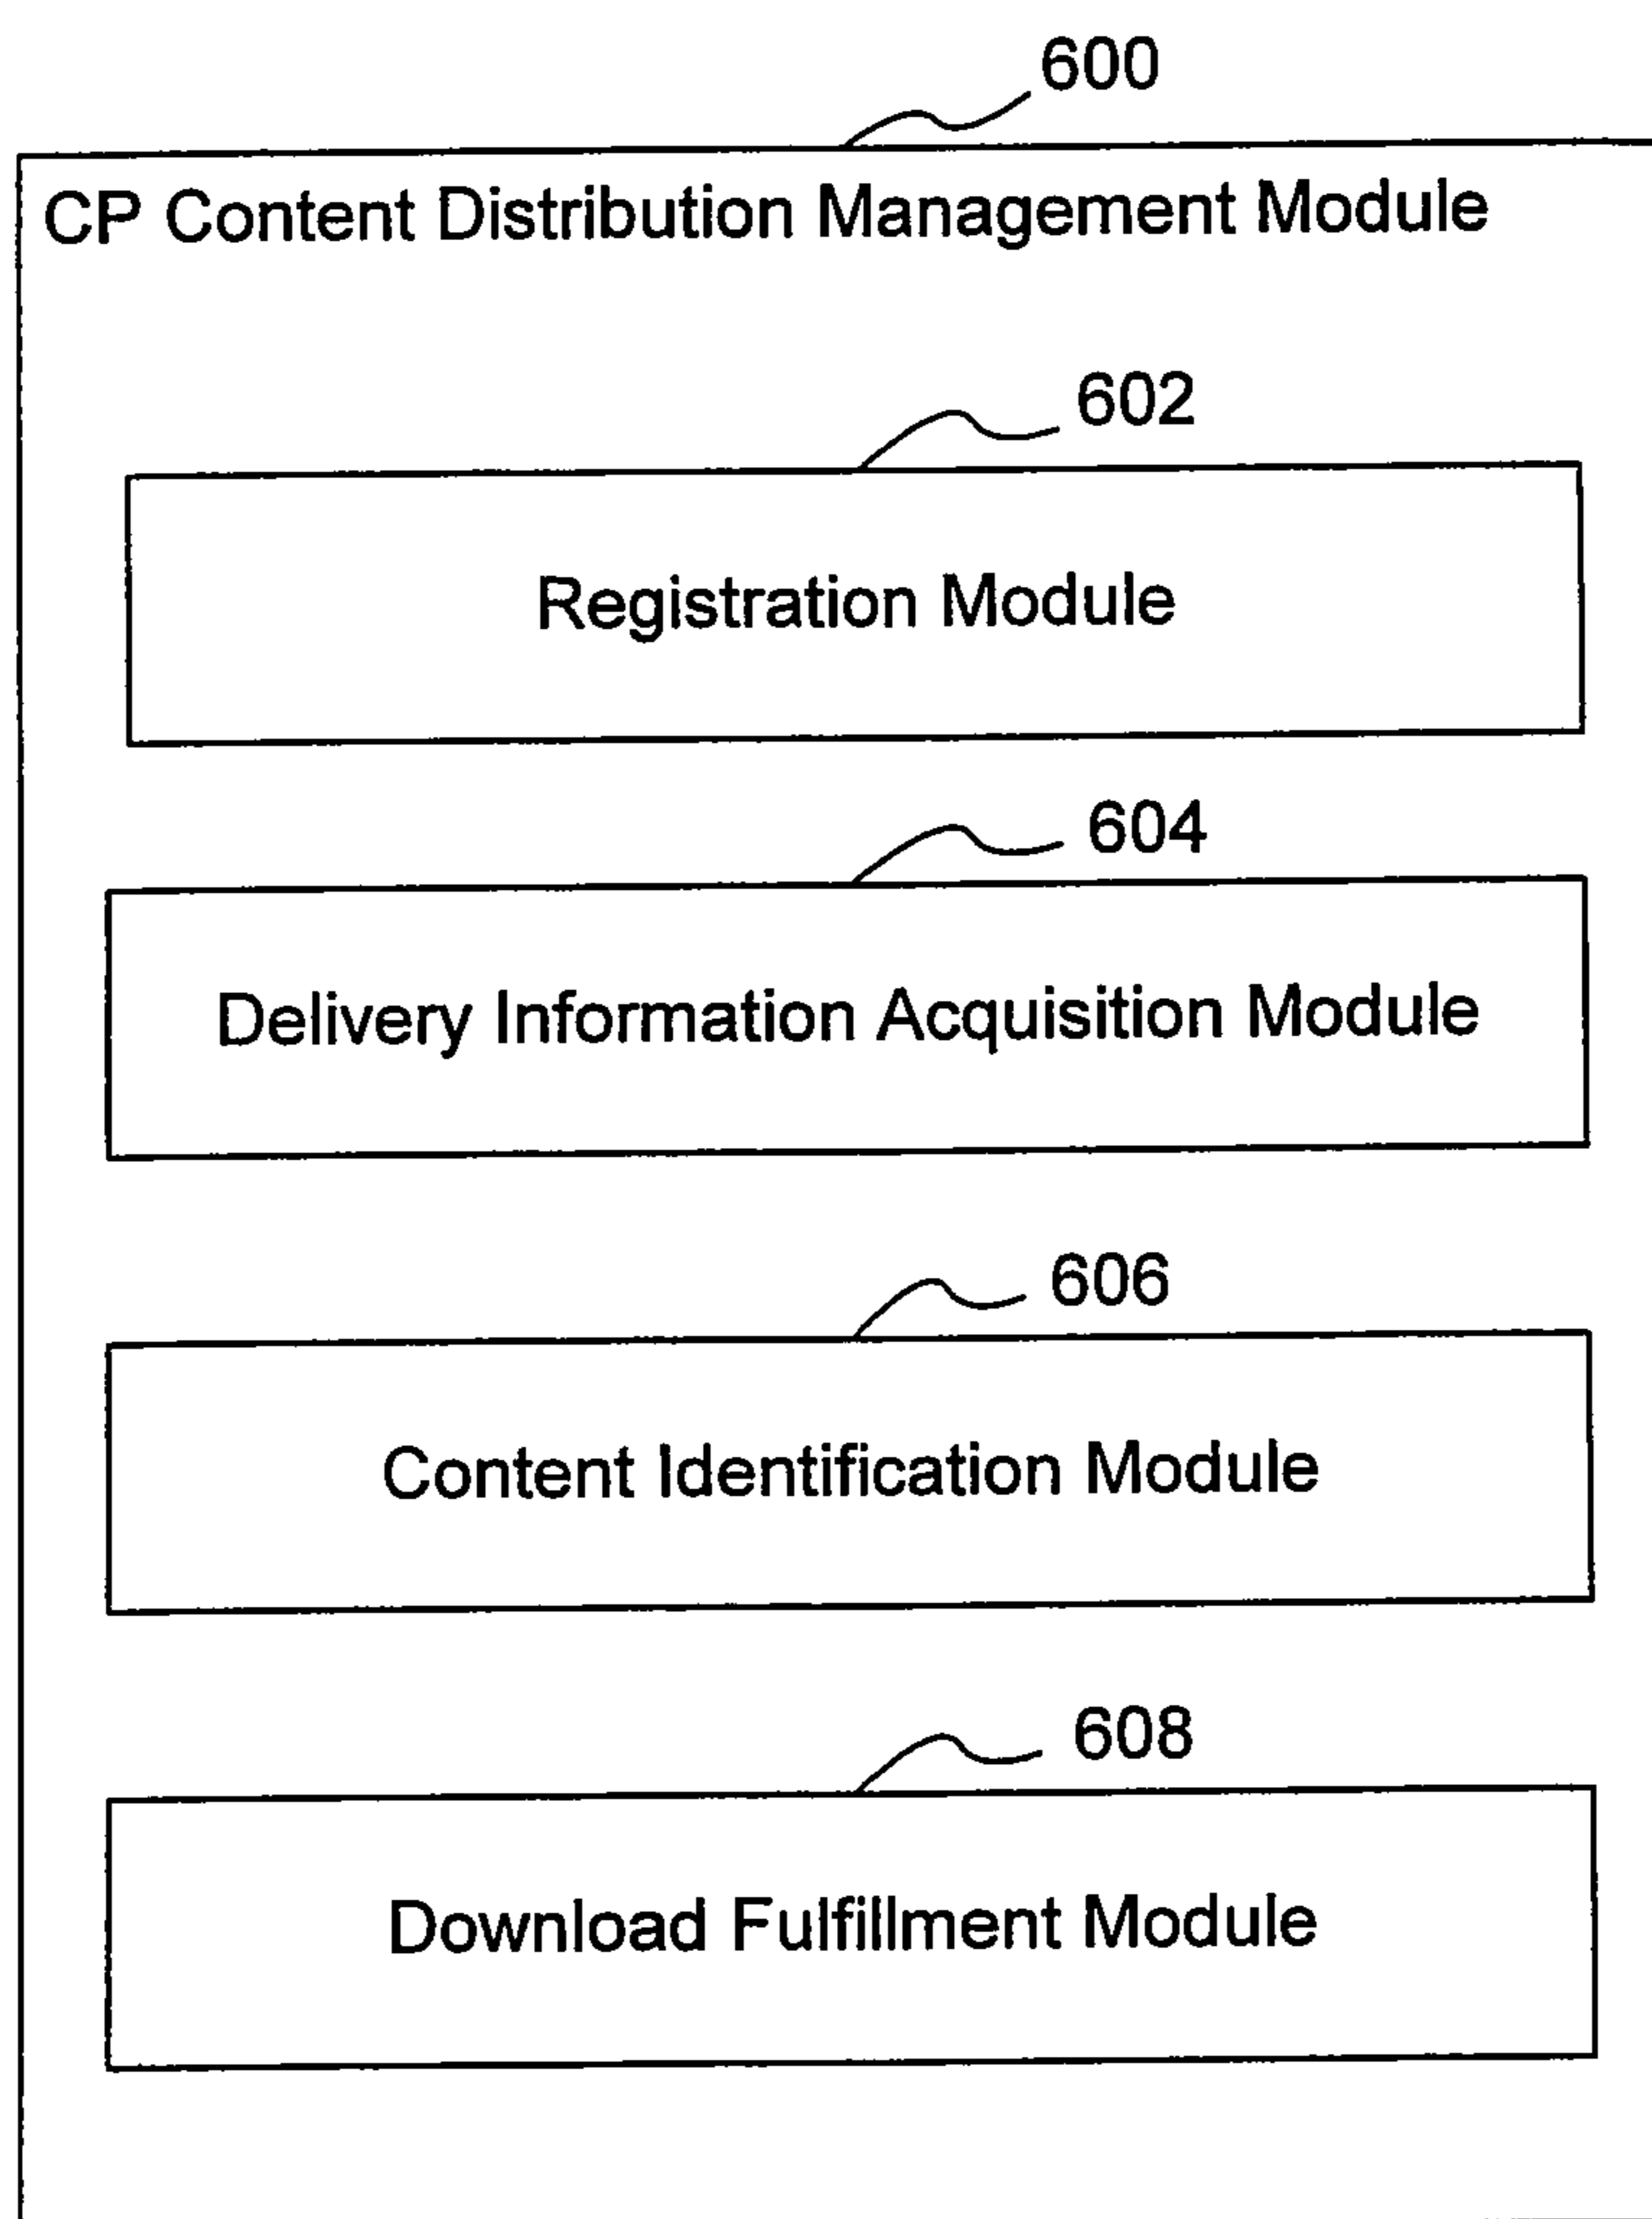 600
CP Content Distribution Management Module
602
Registration Module
604
Delivery Information Acquisition Module
606
Content Identification Module
608
Download Fulfillment Module